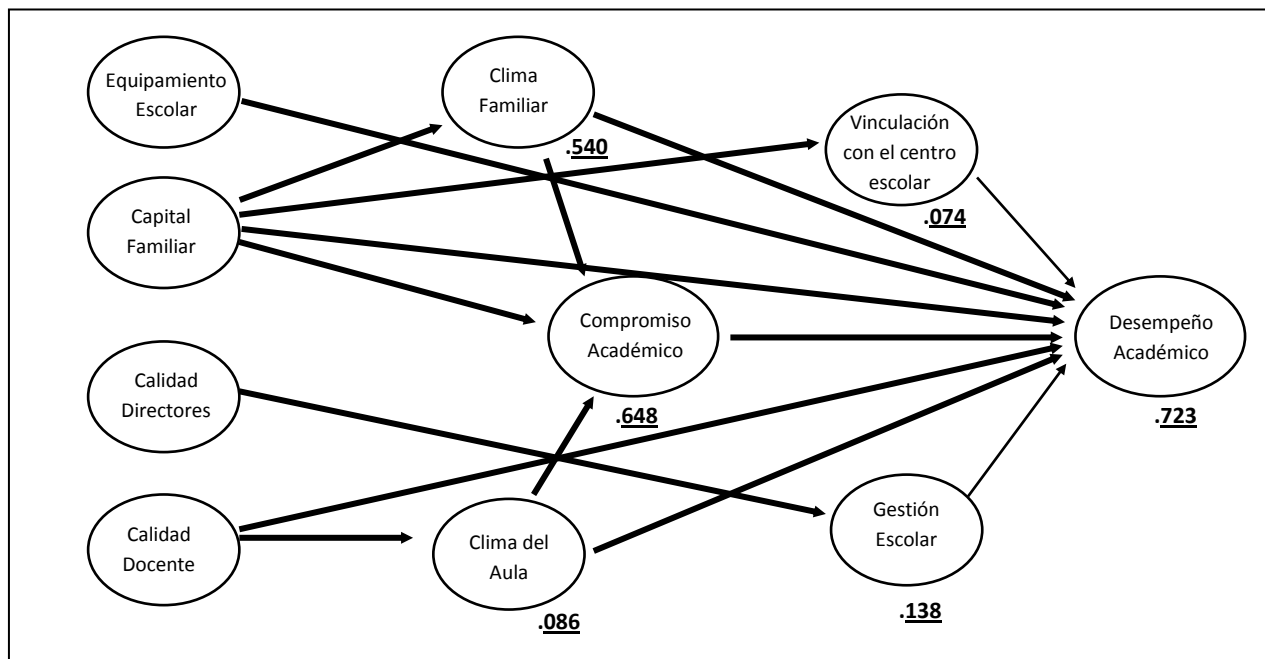 Equipamiento
Escolar
Clima
Familiar
.540
Vinculación
con el centro
escolar
.074
Capital
Familiar
Compromiso
Académico
.648
Desempeño
Académico
.723
Calidad
Directores
Calidad
Docente
Clima del
Aula
.086
Gestión
Escolar
.138